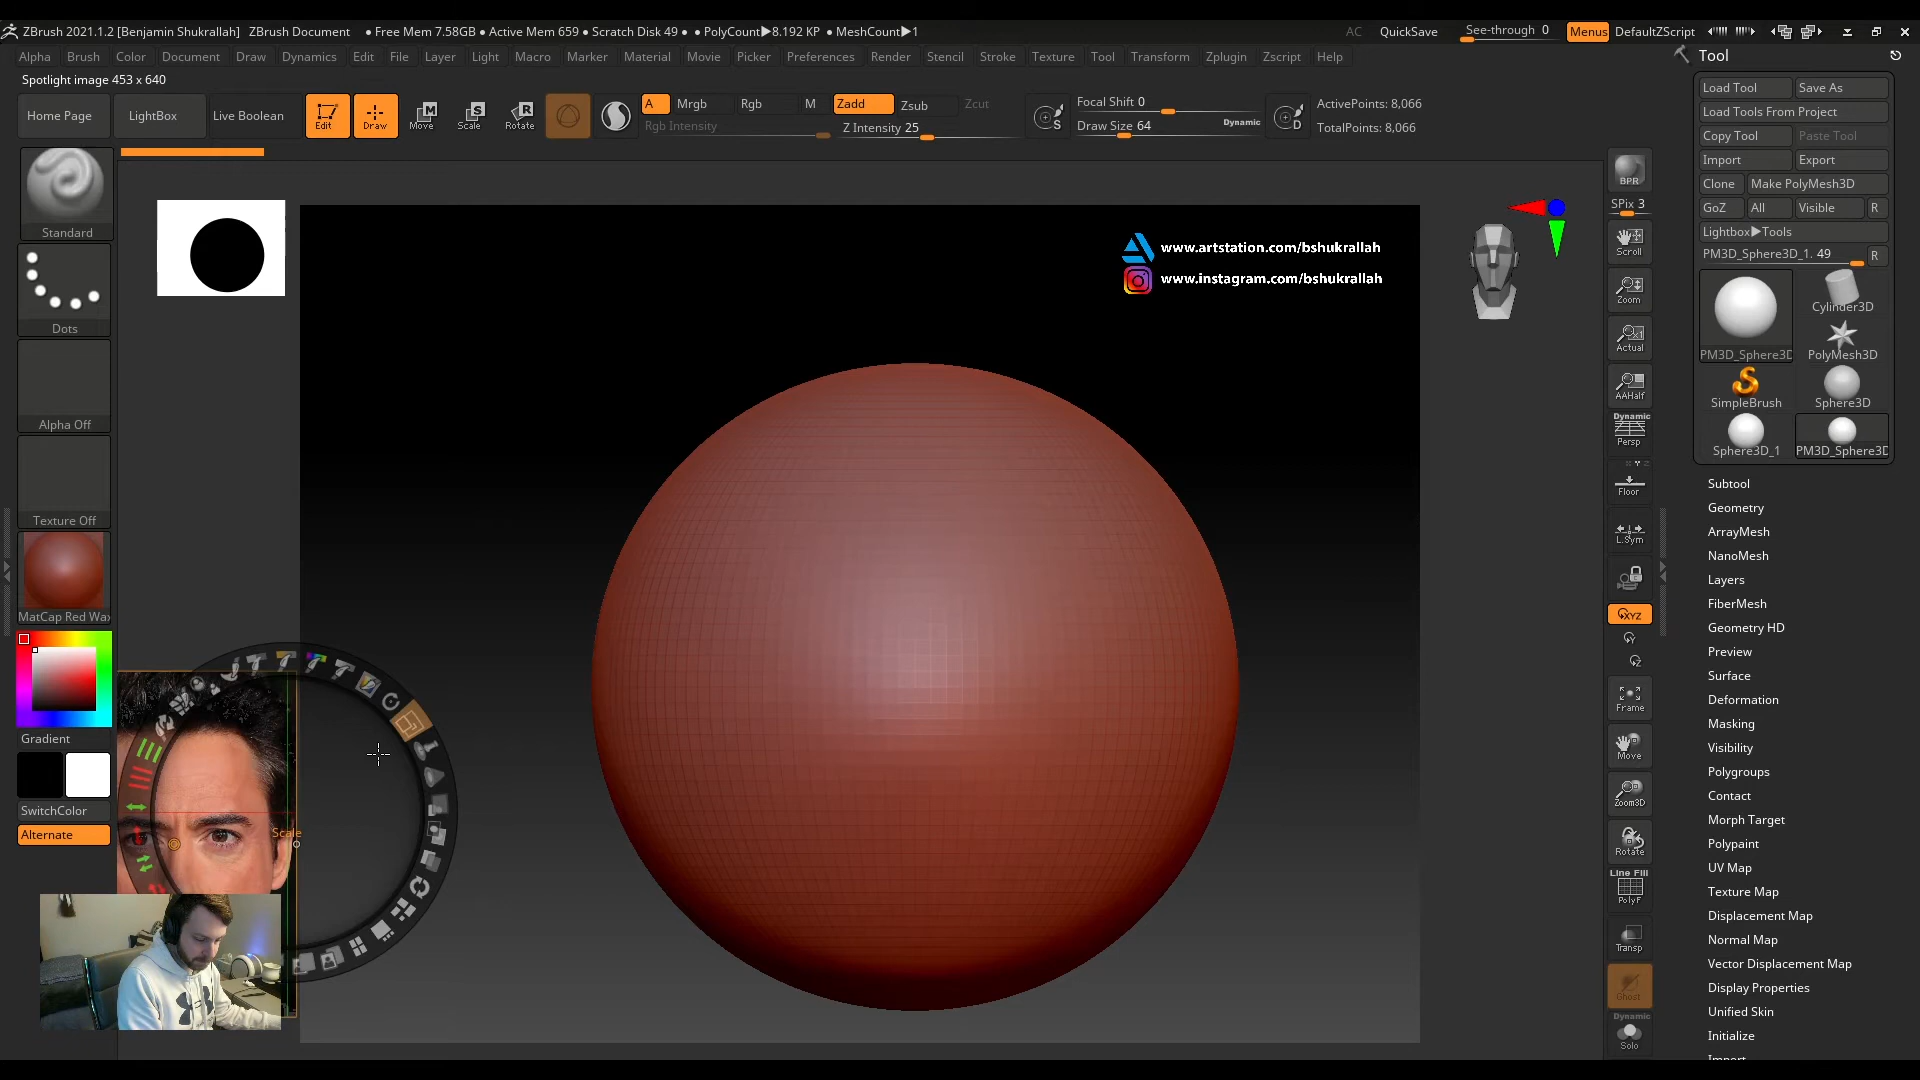 ZBrush 2021.1.2 [Benjamin Shukrallah] ZBrush Document • Free Mem 7.58GB • Active Mem 659 • Scratch Disk 49 • • PolyCount▶8.192 KP • MeshCount▶1 AC QuickSave See-through 0 Menus DefaultZScript
Alpha Brush Color Document Draw Dynamics Edit File Layer Light Macro Marker Material Movie Picker Preferences Render Stencil Stroke Texture Tool Transform Zplugin Zscript Help
Spotlight image 453 x 640
Home Page LightBox Live Boolean Edit Draw Move Scale Rotate
A Mrgb Rgb M Zadd Zsub Zcut
Rgb Intensity Z Intensity 25
Focal Shift 0
Draw Size 64 Dynamic
ActivePoints: 8,066
TotalPoints: 8,066
Standard
Dots
Alpha Off
Texture Off
MatCap Red Wax
Gradient
SwitchColor
Alternate
Scale
www.artstation.com/bshukrallah
www.instagram.com/bshukrallah
BPR
SPix 3
Scroll
Zoom
Actual
AAHalf
Dynamic
Persp
Floor
L.Sym
XYZ
Y
Z
Frame
Move
Zoom3D
Rotate
Line Fill
PolyF
Transp
Ghost
Dynamic
Solo
Tool
Load Tool Save As
Load Tools From Project
Copy Tool Paste Tool
Import Export
Clone Make PolyMesh3D
GoZ All Visible R
Lightbox▶Tools
PM3D_Sphere3D_1. 49 R
PM3D_Sphere3D Cylinder3D
PolyMesh3D
SimpleBrush Sphere3D
Sphere3D_1 PM3D_Sphere3D
Subtool
Geometry
ArrayMesh
NanoMesh
Layers
FiberMesh
Geometry HD
Preview
Surface
Deformation
Masking
Visibility
Polygroups
Contact
Morph Target
Polypaint
UV Map
Texture Map
Displacement Map
Normal Map
Vector Displacement Map
Display Properties
Unified Skin
Initialize
Import